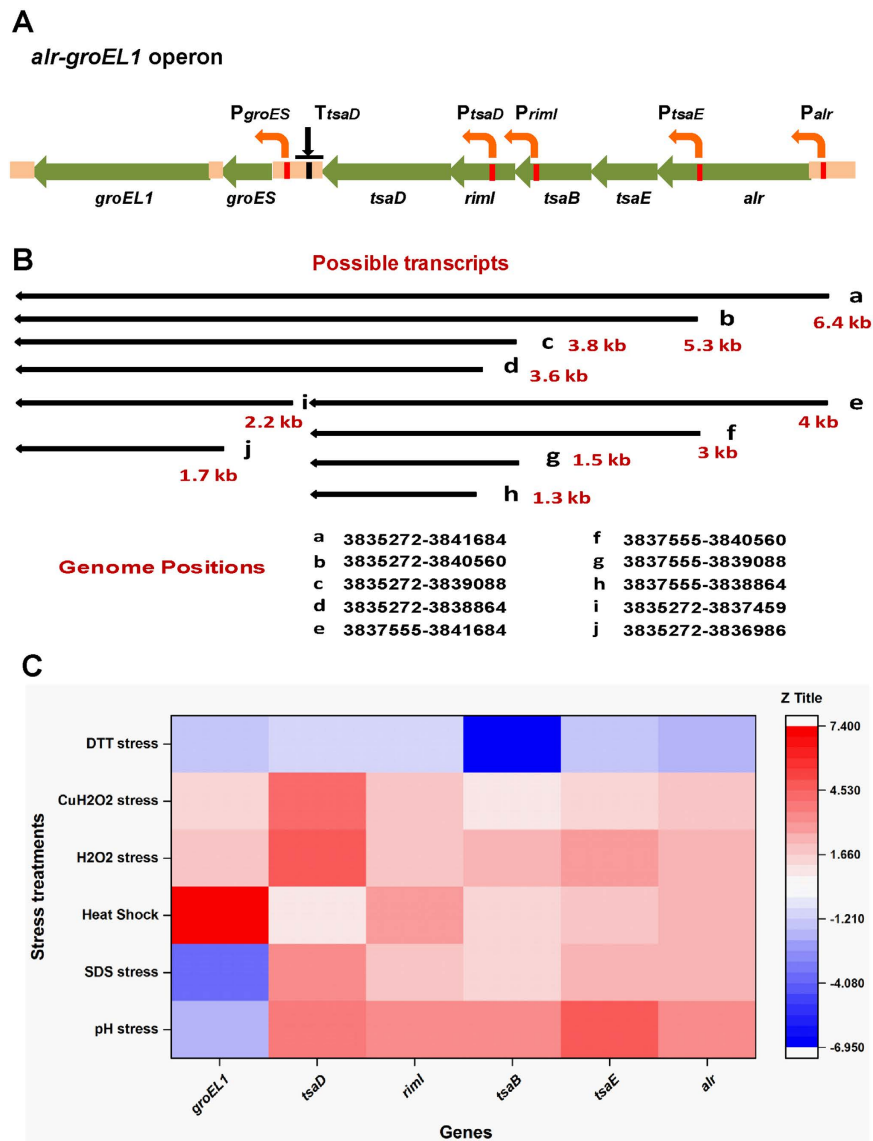 A
alr-groEL1 operon
PgroES TtsaD PtsaD PrimI PtsaE Palr
groEL1 groES tsaD rimI tsaB tsaE alr
B
Possible transcripts
a
6.4 kb
b
5.3 kb
c 3.8 kb
d
3.6 kb
i
2.2 kb
e
4 kb
f
3 kb
j
1.7 kb
g 1.5 kb
h 1.3 kb
Genome Positions
a 3835272-3841684
b 3835272-3840560
c 3835272-3839088
d 3835272-3838864
e 3837555-3841684
f 3837555-3840560
g 3837555-3839088
h 3837555-3838864
i 3835272-3837459
j 3835272-3836986
C
Z Title
7.400
4.530
1.660
-1.210
-4.080
-6.950
Stress treatments
DTT stress
CuH2O2 stress
H2O2 stress
Heat Shock
SDS stress
pH stress
groEL1 tsaD rimI tsaB tsaE alr
Genes